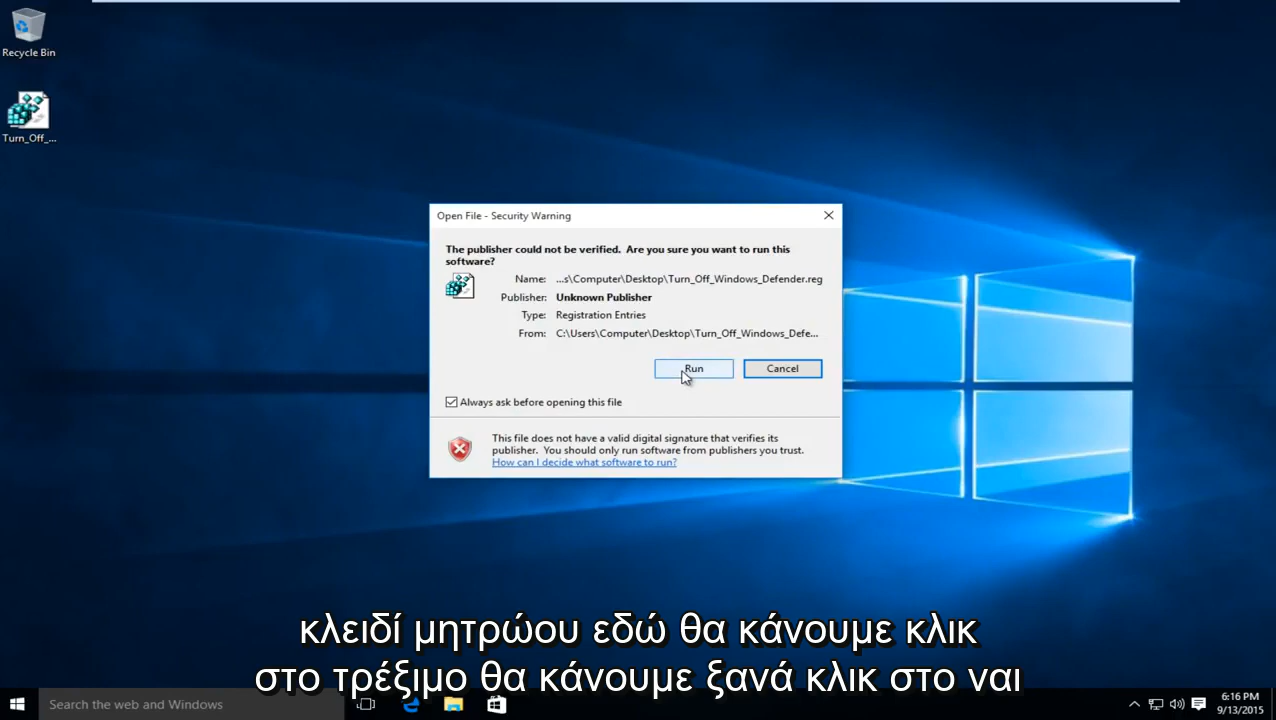 Recycle Bin
Turn_Off_...
Open File - Security Warning
The publisher could not be verified. Are you sure you want to run this
software?
Name: ...s\Computer\Desktop\Turn_Off_Windows_Defender.reg
Publisher: Unknown Publisher
Type: Registration Entries
From: C:\Users\Computer\Desktop\Turn_Off_Windows_Defe...
Run Cancel
Always ask before opening this file
This file does not have a valid digital signature that verifies its
publisher. You should only run software from publishers you trust.
How can I decide what software to run?
κλειδί μητρώου εδώ θα κάνουμε κλικ
στο τρέξιμο θα κάνουμε ξανά κλικ στο ναι
Search the web and Windows
6:16 PM
9/13/2015